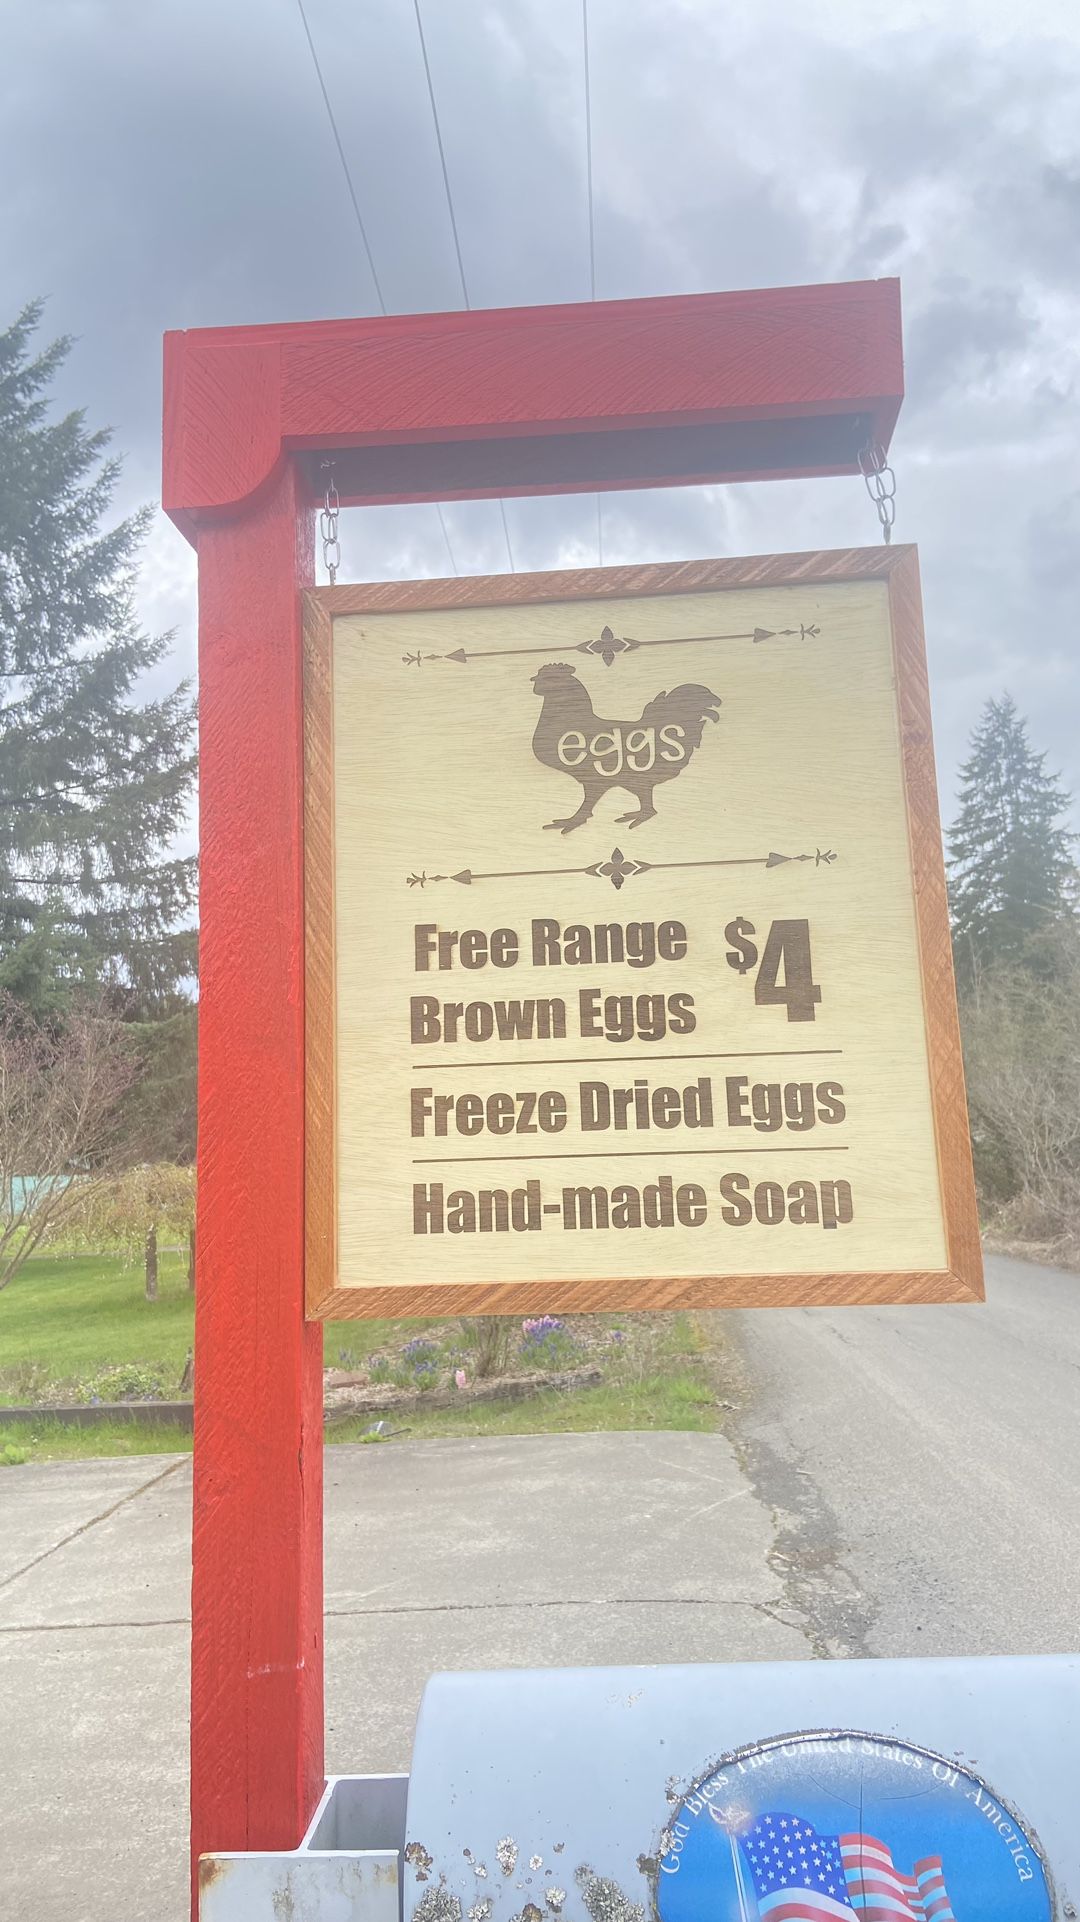 eggs
Free Range $4
Brown Eggs
Freeze Dried Eggs
Hand-made Soap
God Bless The United States Of America